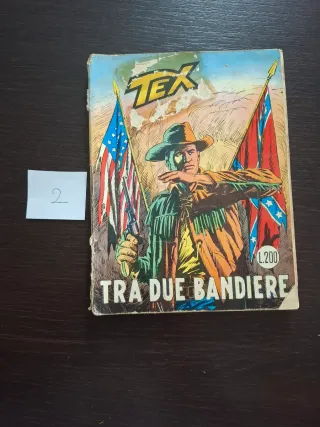 TEX
2
L.200
TRA DUE BANDIERE